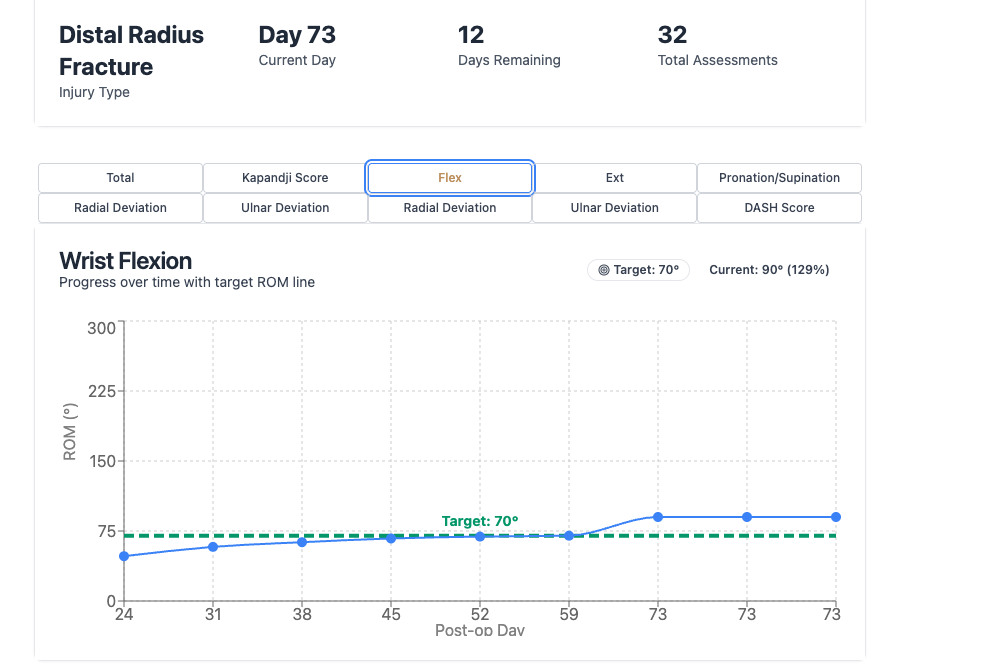 Distal Radius
Fracture
Injury Type
Day 73
Current Day
12
Days Remaining
32
Total Assessments
Total
Kapandji Score
Flex
Ext
Pronation/Supination
Radial Deviation
Ulnar Deviation
Radial Deviation
Ulnar Deviation
DASH Score
Wrist Flexion
Progress over time with target ROM line
Target: 70°
Current: 90° (129%)
300
225
150
75
0
ROM (°)
Target: 70°
24 31 38 45 52 59 73 73 73
Post-op Day